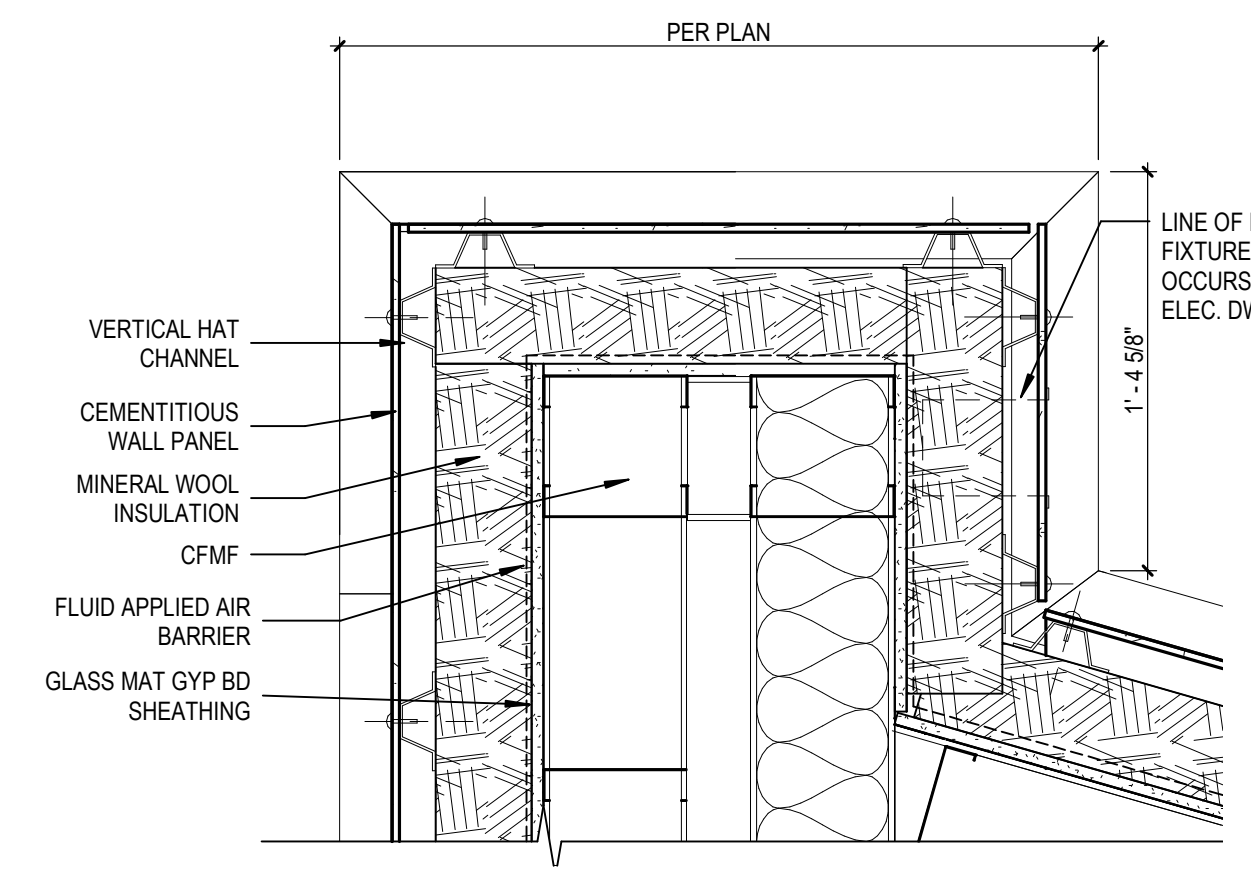 PER PLAN
LINE OF
FIXTURE
OCCURS
ELEC.
1' - 4 5/8"
VERTICAL HAT
CHANNEL
CEMENTITIOUS
WALL PANEL
MINERAL WOOL
INSULATION
CFMF
FLUID APPLIED AIR
BARRIER
GLASS MAT GYP BD
SHEATHING